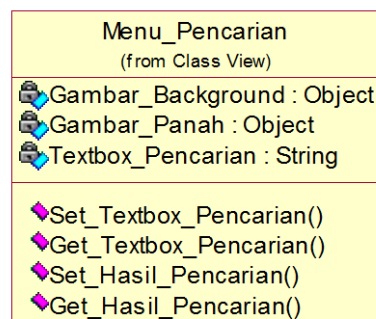 Menu_Pencarian
(from Class View)
Gambar_Background : Object
Gambar_Panah : Object
Textbox_Pencarian : String
Set_Textbox_Pencarian()
Get_Textbox_Pencarian()
Set_Hasil_Pencarian()
Get_Hasil_Pencarian()